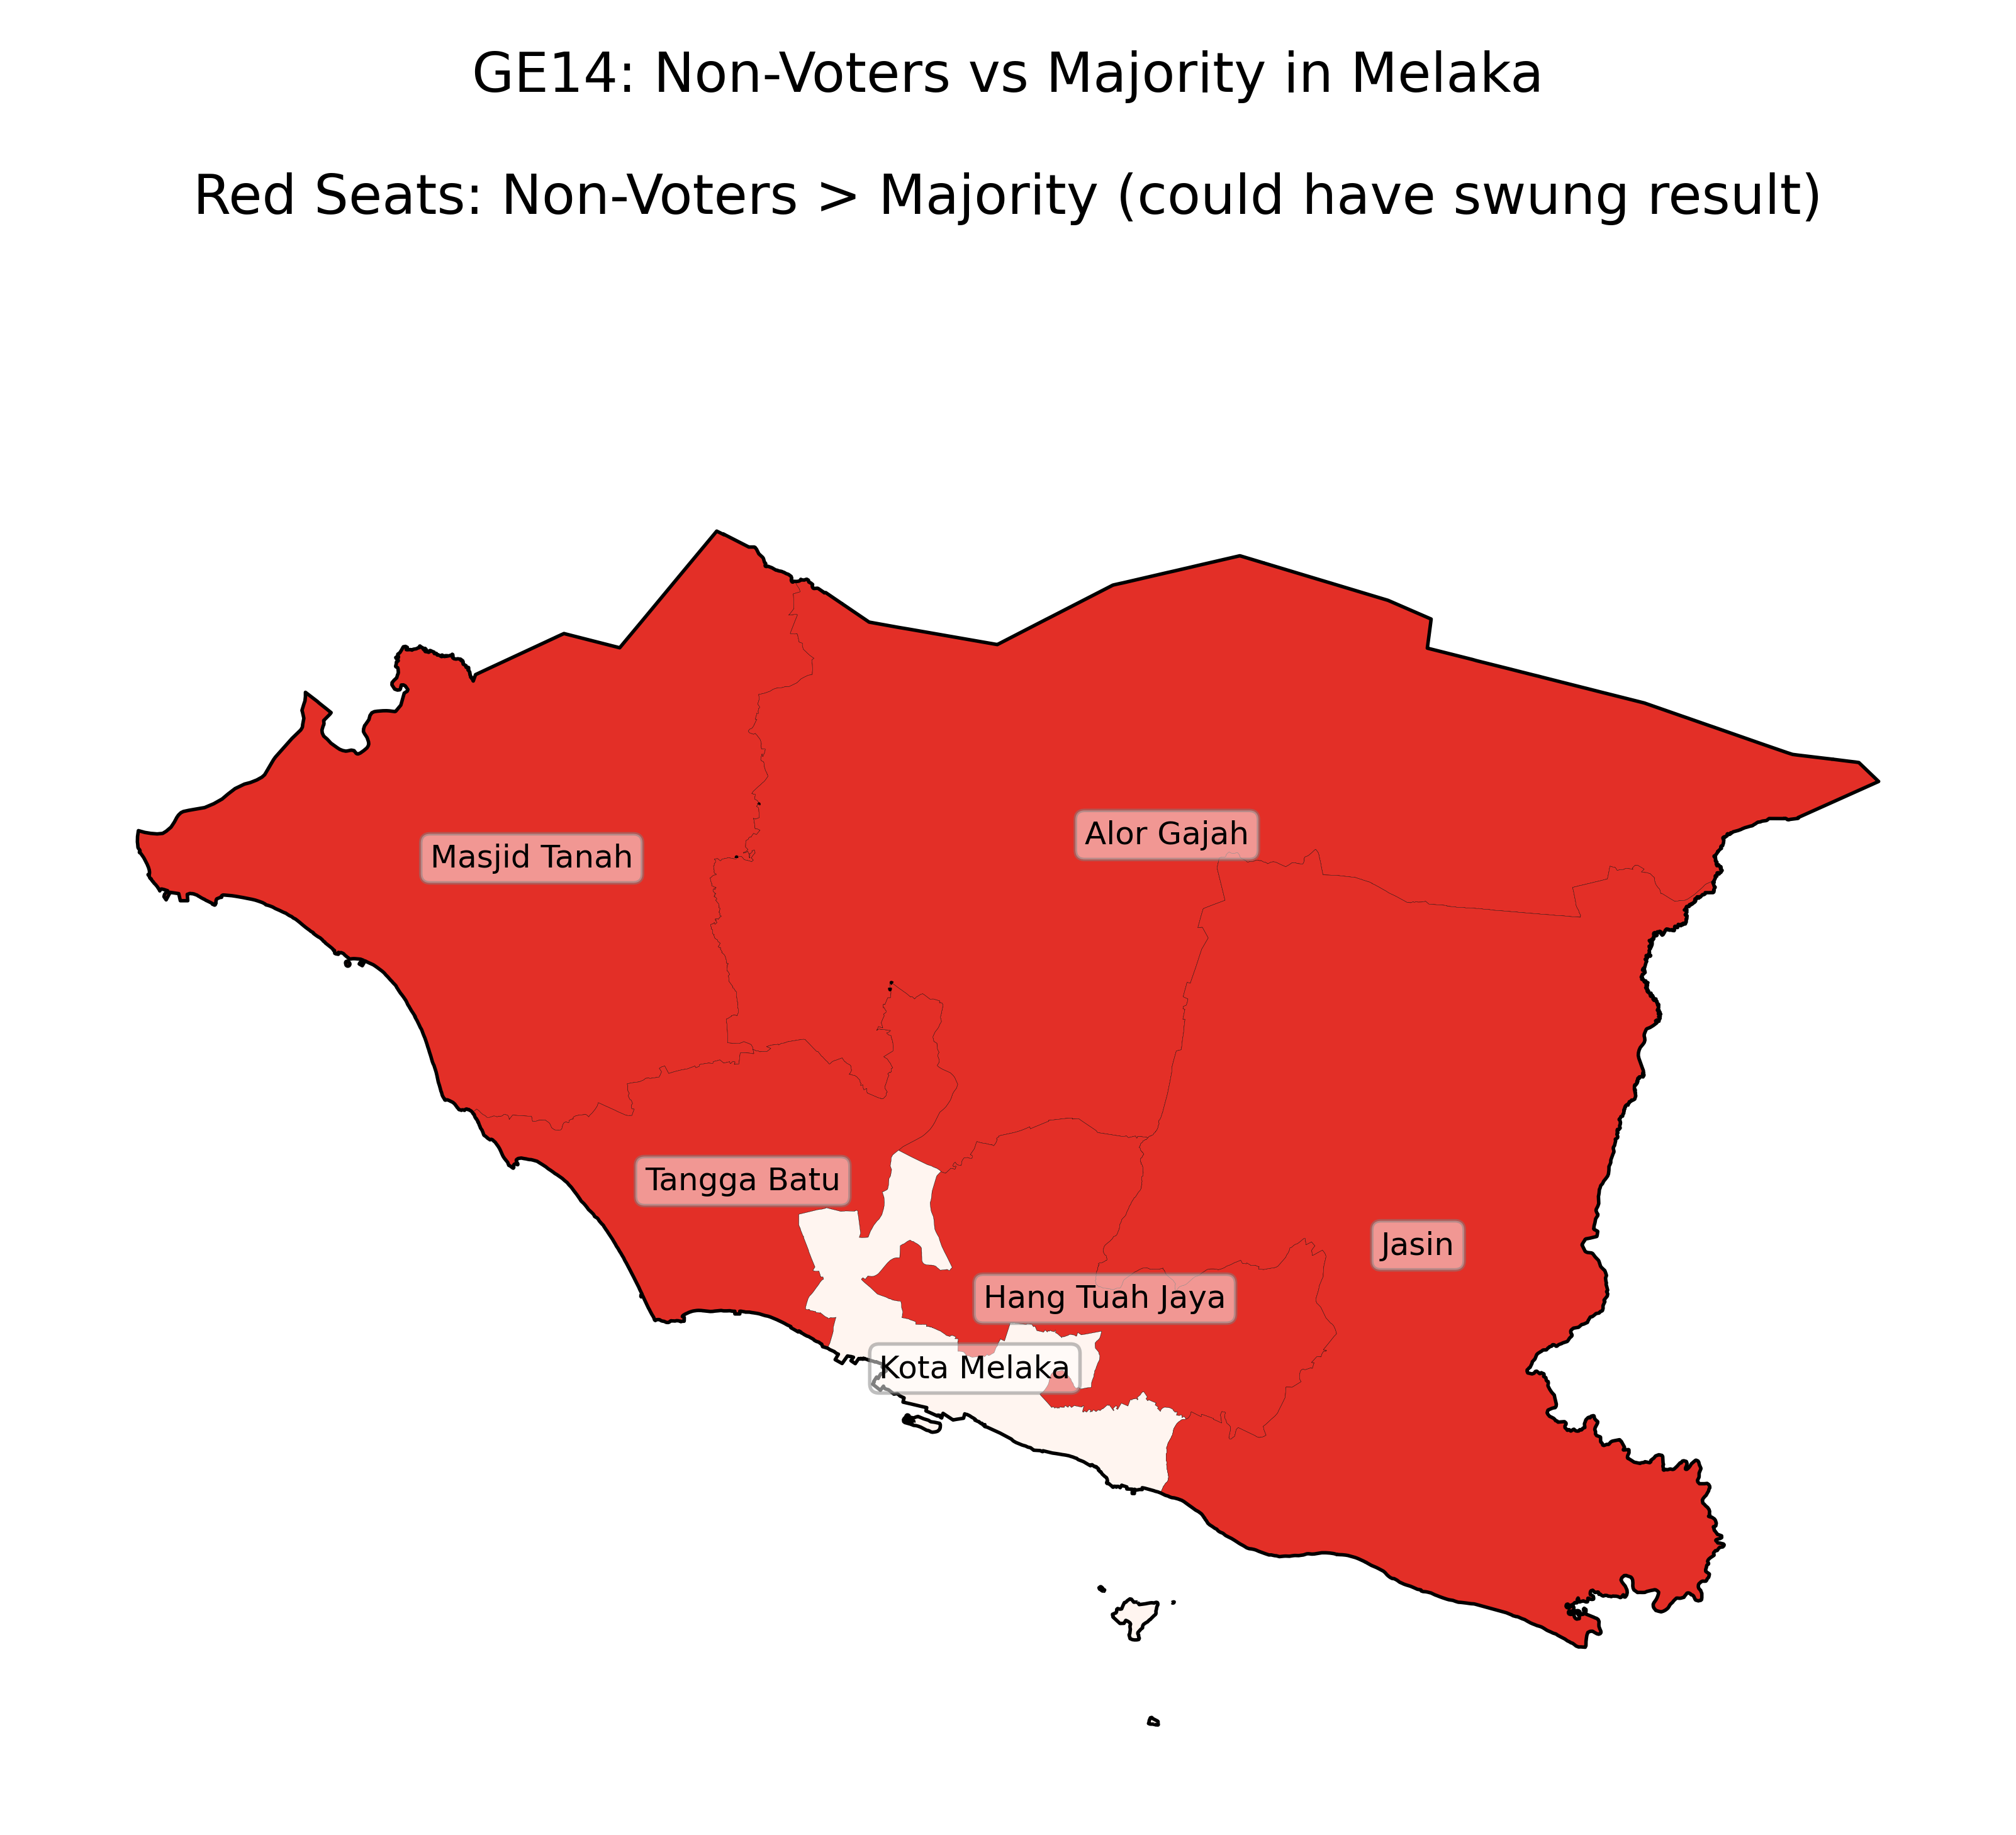 GE14: Non-Voters vs Majority in Melaka
Red Seats: Non-Voters > Majority (could have swung result)
Alor Gajah
Masjid Tanah
Tangga Batu
Jasin
Hang Tuah Jaya
Kota Melaka